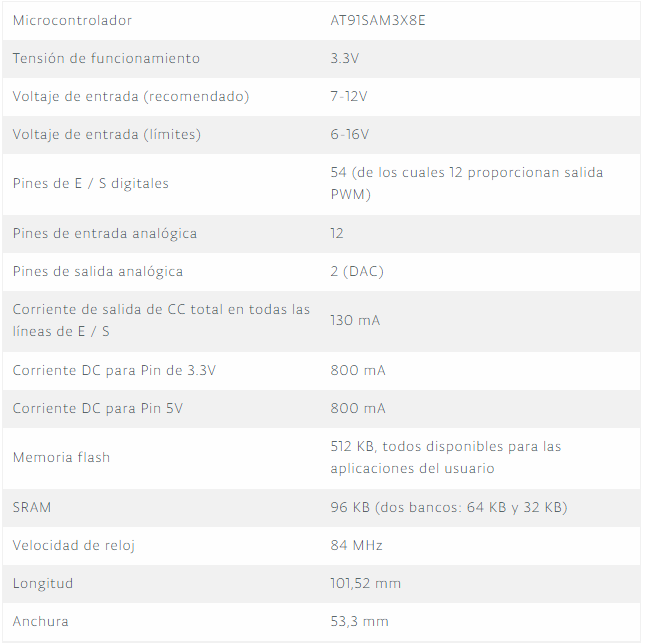 Microcontrolador AT91SAM3X8E
Tensión de funcionamiento 3.3V
Voltaje de entrada (recomendado) 7-12V
Voltaje de entrada (límites) 6-16V
Pines de E / S digitales 54 (de los cuales 12 proporcionan salida
PWM)
Pines de entrada analógica 12
Pines de salida analógica 2 (DAC)
Corriente de salida de CC total en todas las
líneas de E / S 130 mA
Corriente DC para Pin de 3.3V 800 mA
Corriente DC para Pin 5V 800 mA
Memoria flash 512 KB, todos disponibles para las
aplicaciones del usuario
SRAM 96 KB (dos bancos: 64 KB y 32 KB)
Velocidad de reloj 84 MHz
Longitud 101,52 mm
Anchura 53,3 mm